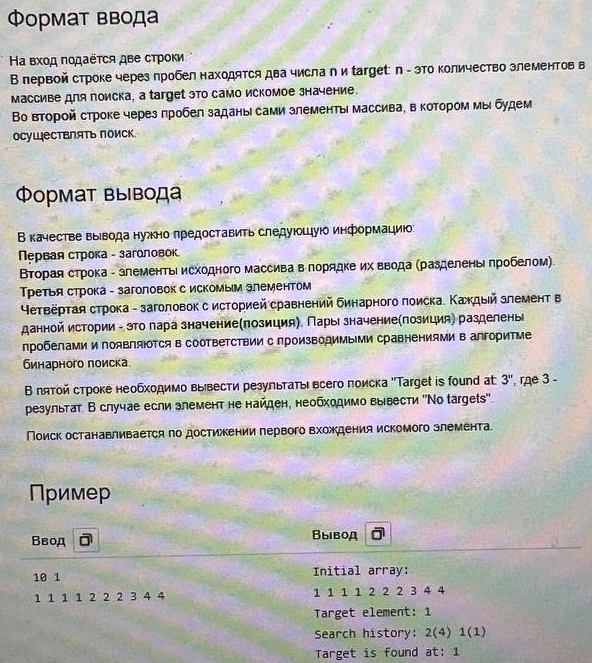 Формат ввода
На вход подаётся две строки
В первой строке через пробел находятся два числа n и target: n - это количество элементов в
массиве для поиска, а target это само искомое значение.
Во второй строке через пробел заданы сами элементы массива, в котором мы будем
осуществлять поиск.
Формат вывода
В качестве вывода нужно предоставить следующую информацию:
Первая строка - заголовок.
Вторая строка - элементы исходного массива в порядке их ввода (разделены пробелом).
Третья строка - заголовок с искомым элементом
Четвёртая строка - заголовок с историей сравнений бинарного поиска. Каждый элемент в
данной истории - это пара значение(позиция). Пары значение(позиция) разделены
пробелами и появляются в соответствии с производимыми сравнениями в алгоритме
бинарного поиска.
В пятой строке необходимо вывести результаты всего поиска "Target is found at: 3", где 3 -
результат. В случае если элемент не найден, необходимо вывести "No targets".
Поиск останавливается по достижении первого вхождения искомого элемента.
Пример
Ввод
Вывод
10 1
1 1 1 1 2 2 2 3 4 4
Initial array:
1 1 1 1 2 2 2 3 4 4
Target element: 1
Search history: 2(4) 1(1)
Target is found at: 1